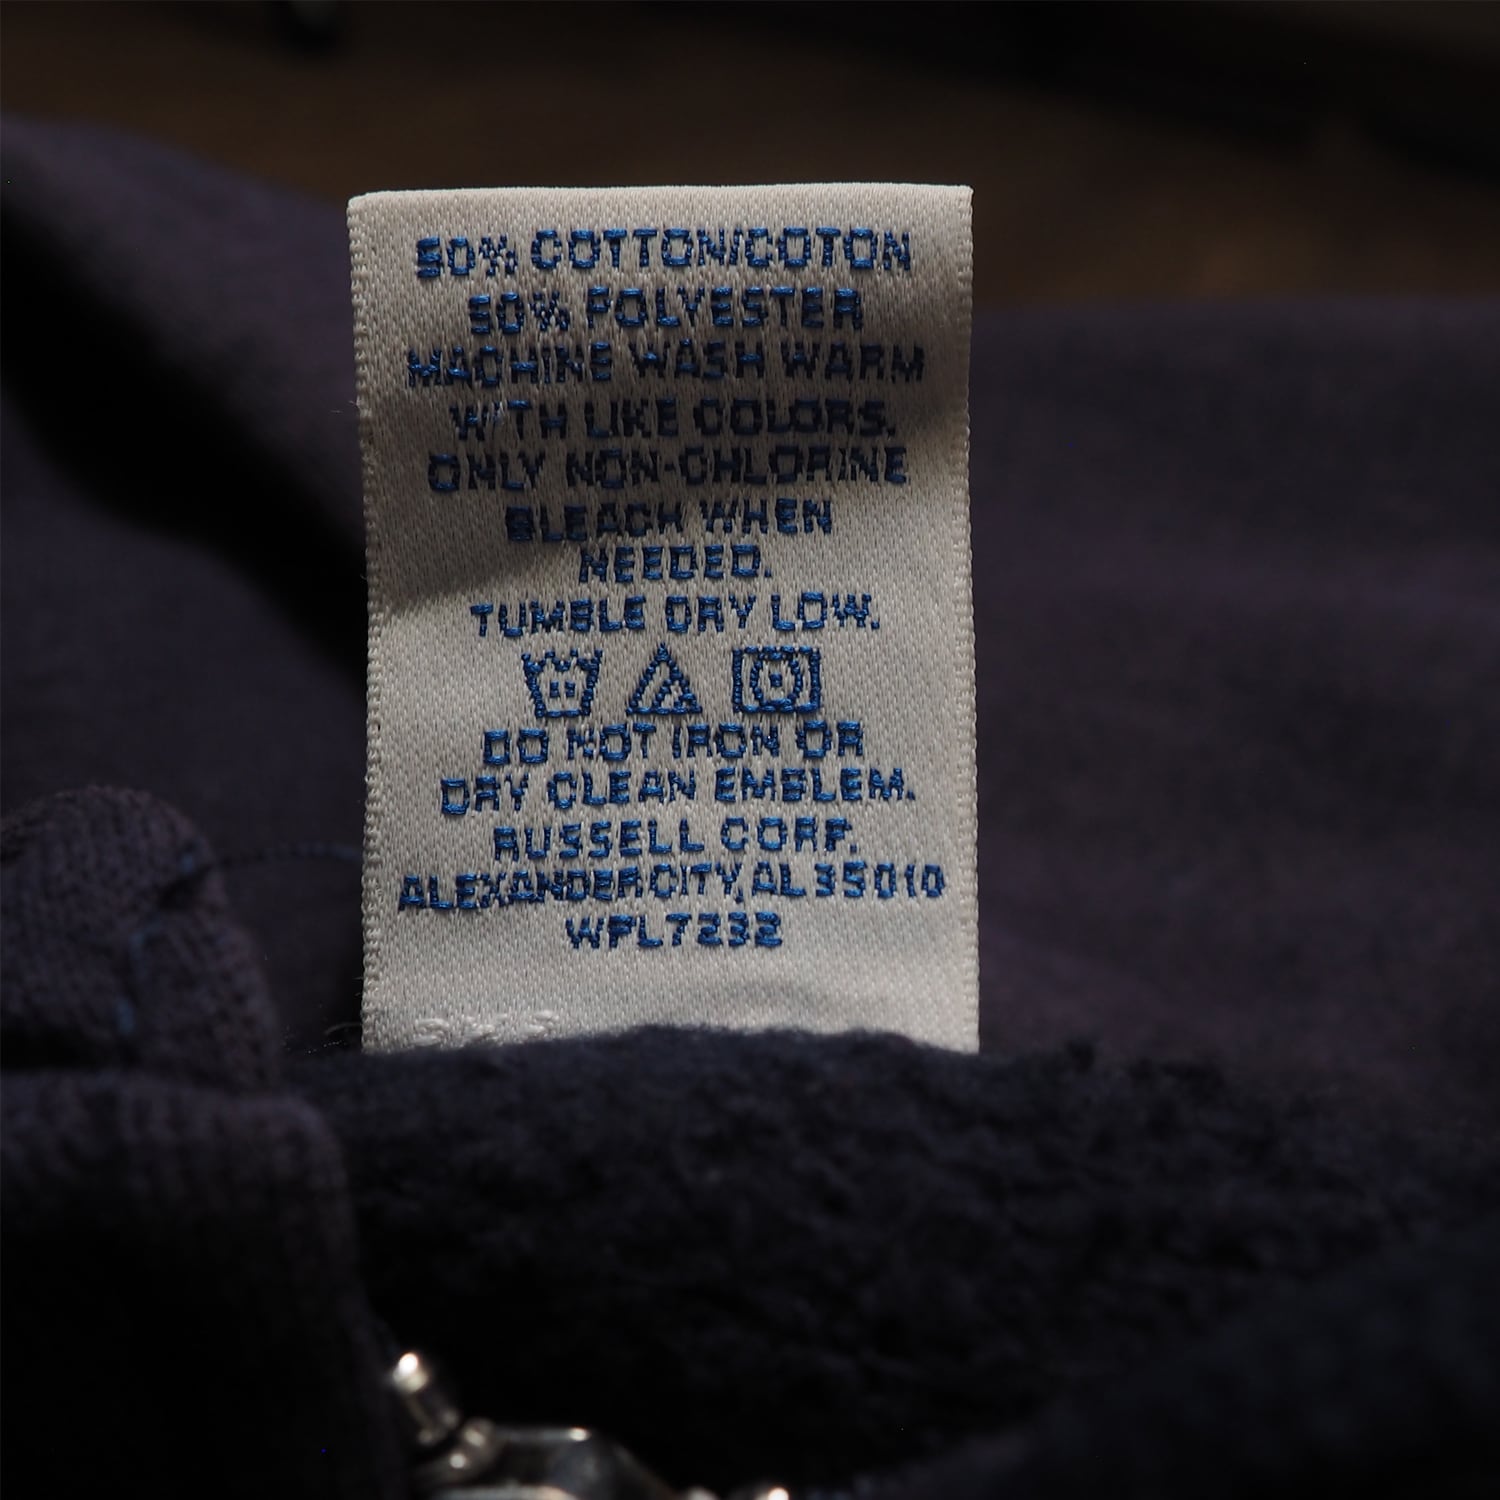 50% COTTON/COTON
50% POLYESTER
MACHINE WASH WARM
WITH LIKE COLORS.
ONLY NON-CHLORINE
BLEACH WHEN
NEEDED.
TUMBLE DRY LOW.
DO NOT IRON OR
DRY CLEAN EMBLEM.
RUSSELL CORP.
ALEXANDER CITY, AL 35010
WPL7232